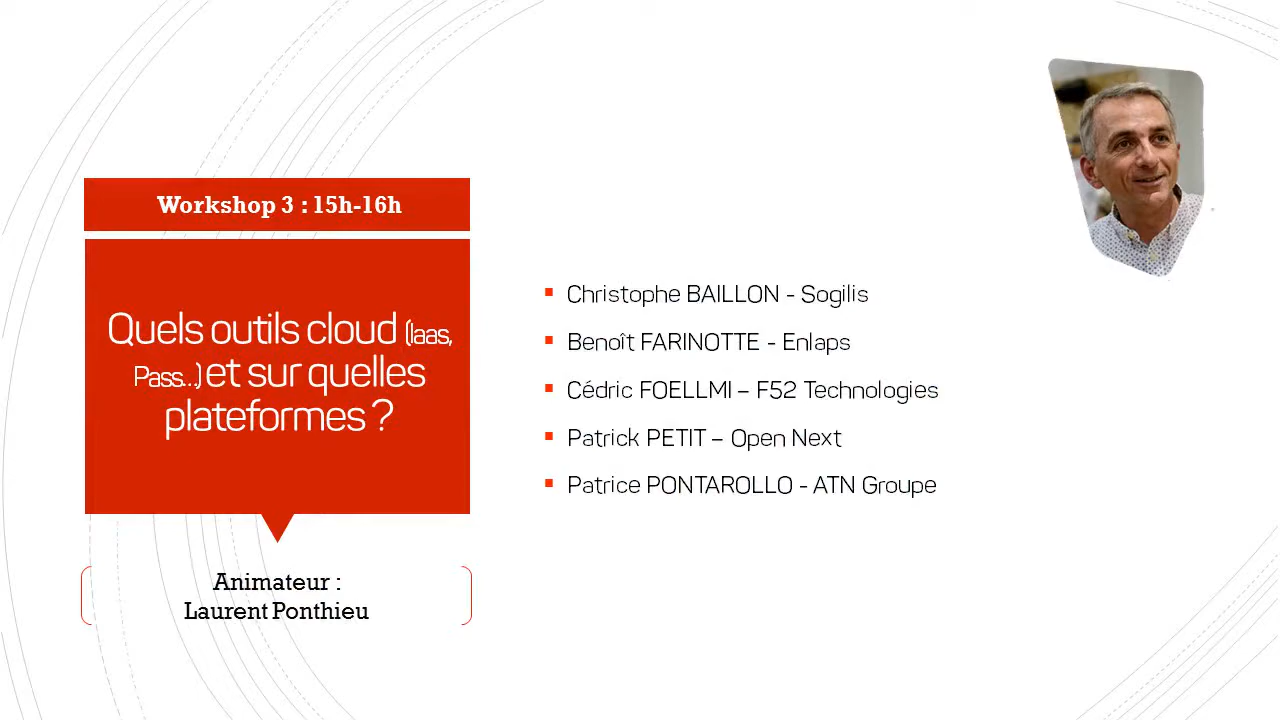 Workshop 3 : 15h-16h
Quels outils cloud (Iaas,
Pass...) et sur quelles
plateformes ?
Animateur :
Laurent Ponthieu
Christophe BAILLON - Sogilis
Benoît FARINOTTE - Enlaps
Cédric FOELLMI – F52 Technologies
Patrick PETIT – Open Next
Patrice PONTAROLLO - ATN Groupe